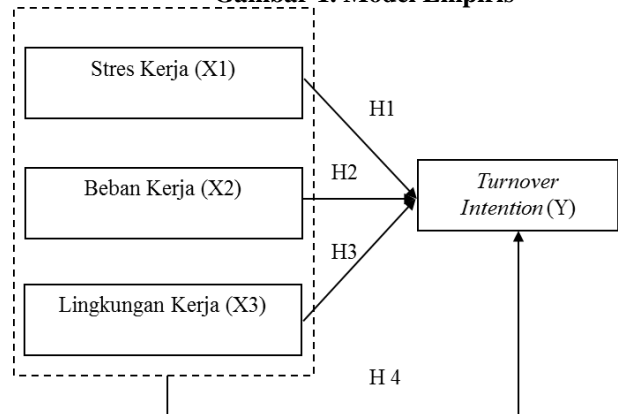 Gambar 1. Model Empiris
Stres Kerja (X1)
H1
Beban Kerja (X2)
H2
Turnover
Intention (Y)
H3
Lingkungan Kerja (X3)
H 4